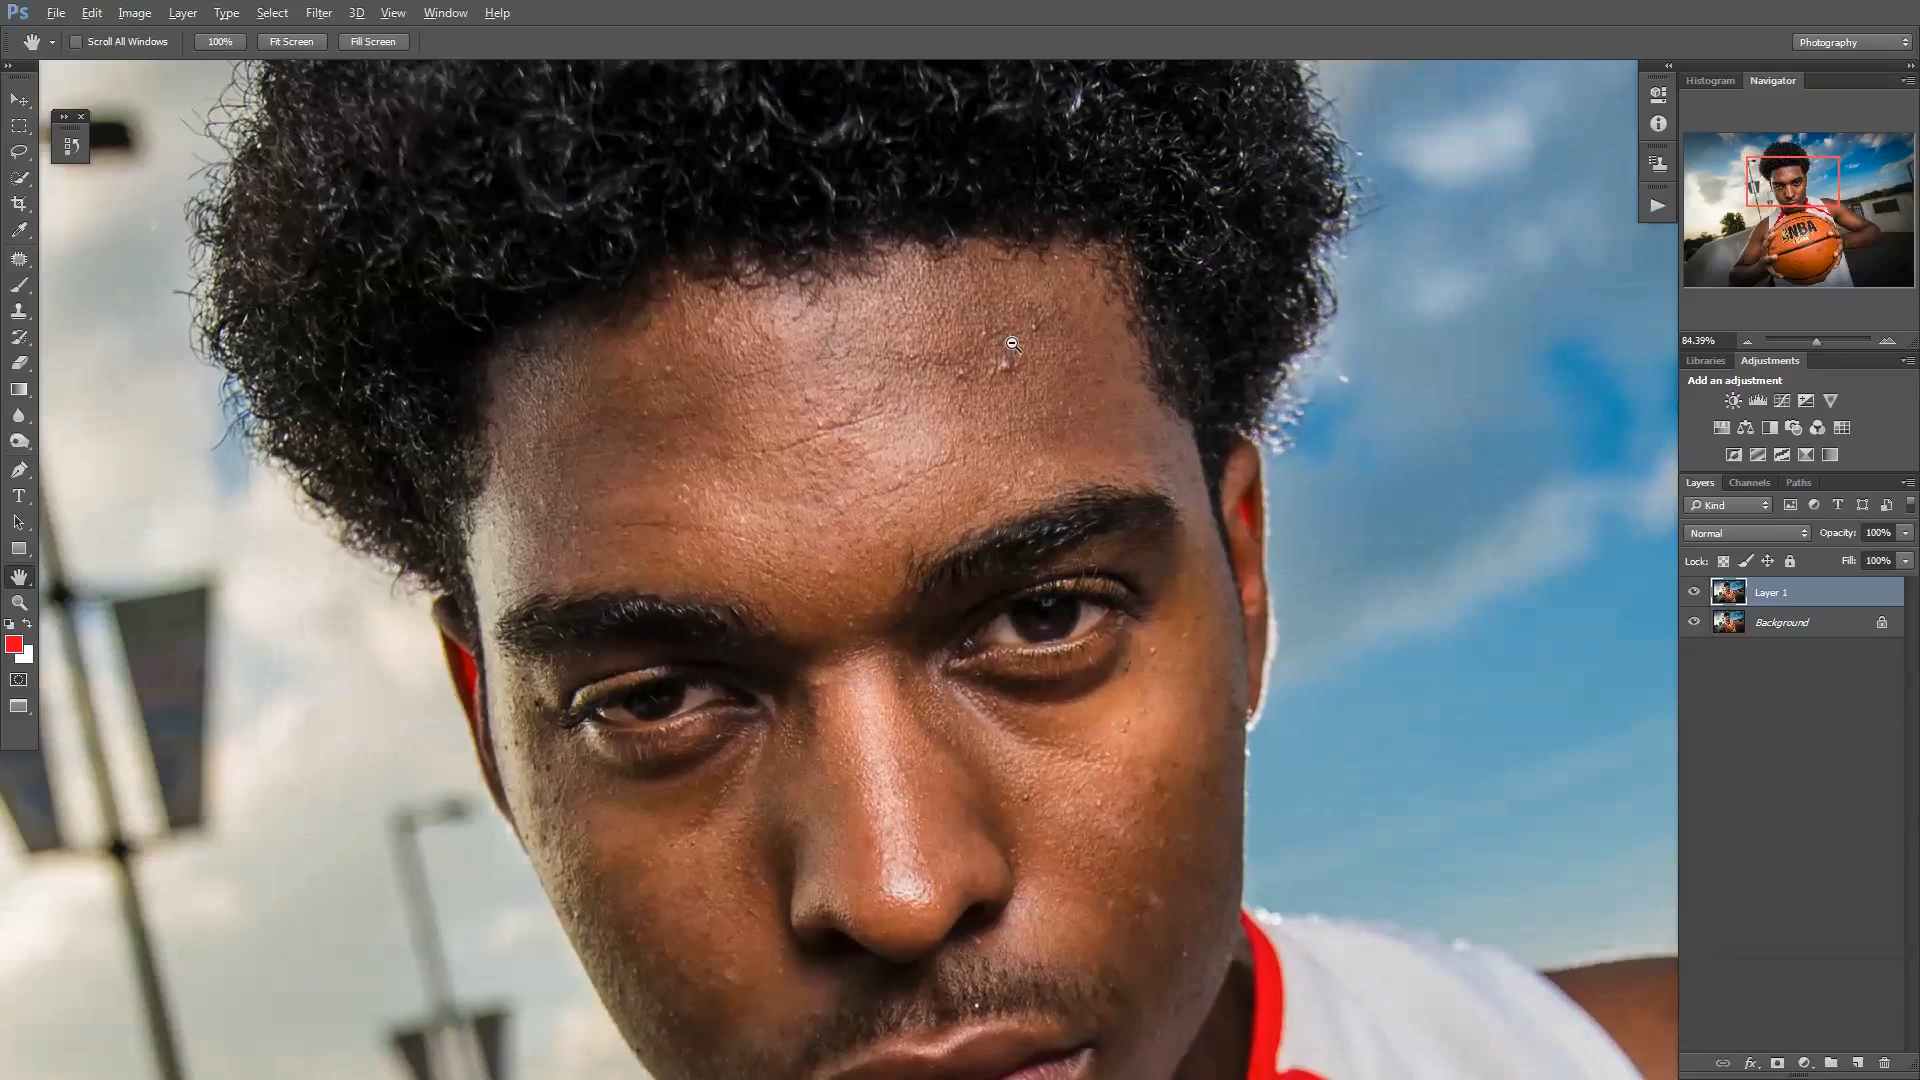 Ps File Edit Image Layer Type Select Filter 3D View Window Help
Scroll All Windows 100% Fit Screen Fill Screen Photography
Histogram Navigator
NBA
84.39%
Libraries Adjustments
Add an adjustment
Layers Channels Paths
Kind T
Normal Opacity: 100%
Lock: Fill: 100%
Layer 1
Background
T
fx